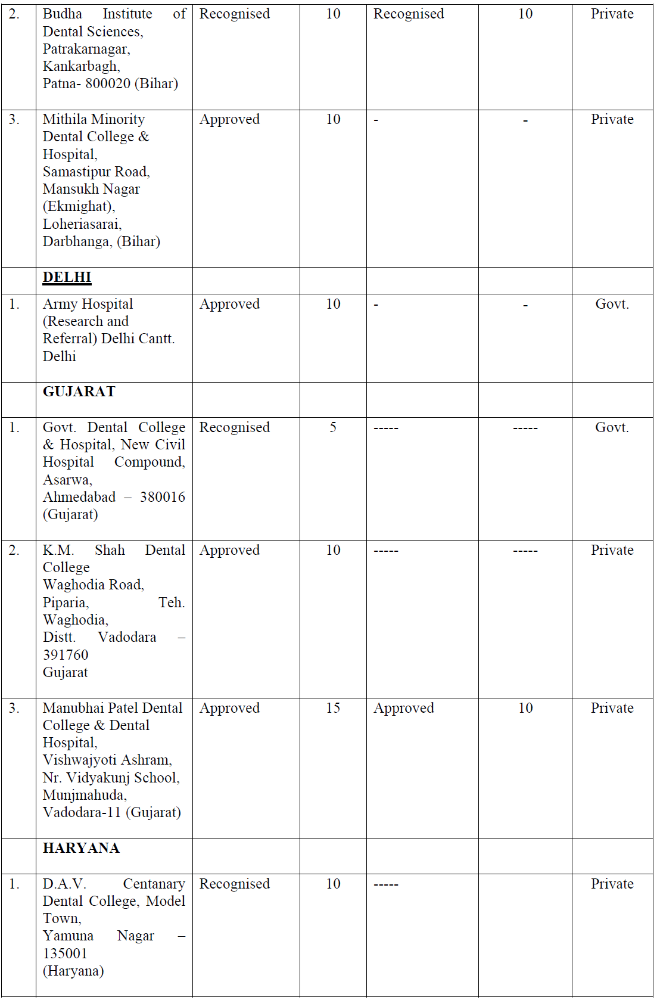 2. Budha Institute of Recognised 10 Recognised 10 Private
Dental Sciences,
Patrakarnagar,
Kankarbagh,
Patna- 800020 (Bihar)
3. Mithila Minority Approved 10 - - Private
Dental College &
Hospital,
Samastipur Road,
Mansukh Nagar
(Ekmighat),
Loheriasarai,
Darbhanga, (Bihar)
DELHI
1. Army Hospital Approved 10 - - Govt.
(Research and
Referral) Delhi Cantt.
Delhi
GUJARAT
1. Govt. Dental College Recognised 5 ----- ----- Govt.
& Hospital, New Civil
Hospital Compound,
Asarwa,
Ahmedabad – 380016
(Gujarat)
2. K.M. Shah Dental Approved 10 ----- ----- Private
College
Waghodia Road,
Piparia, Teh.
Waghodia,
Distt. Vadodara –
391760
Gujarat
3. Manubhai Patel Dental Approved 15 Approved 10 Private
College & Dental
Hospital,
Vishwajyoti Ashram,
Nr. Vidyakunj School,
Munjmahuda,
Vadodara-11 (Gujarat)
HARYANA
1. D.A.V. Centanary Recognised 10 ----- Private
Dental College, Model
Town,
Yamuna Nagar –
135001
(Haryana)